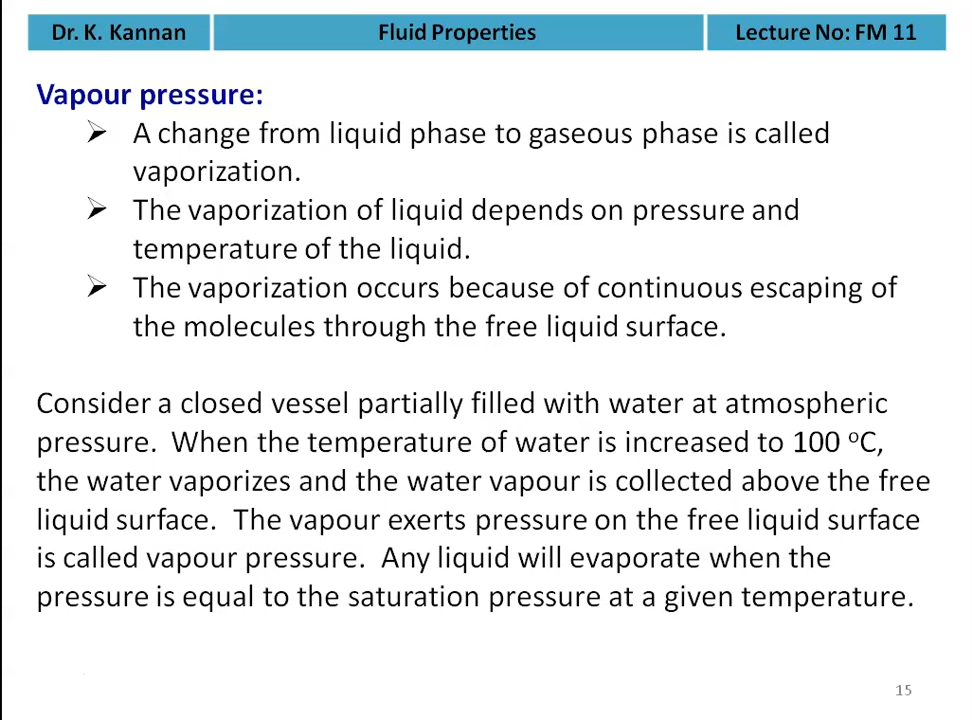 Dr. K. Kannan Fluid Properties Lecture No: FM 11
Vapour pressure:
➢ A change from liquid phase to gaseous phase is called
vaporization.
➢ The vaporization of liquid depends on pressure and
temperature of the liquid.
➢ The vaporization occurs because of continuous escaping of
the molecules through the free liquid surface.
Consider a closed vessel partially filled with water at atmospheric
pressure. When the temperature of water is increased to 100 ᵒC,
the water vaporizes and the water vapour is collected above the free
liquid surface. The vapour exerts pressure on the free liquid surface
is called vapour pressure. Any liquid will evaporate when the
pressure is equal to the saturation pressure at a given temperature.
15